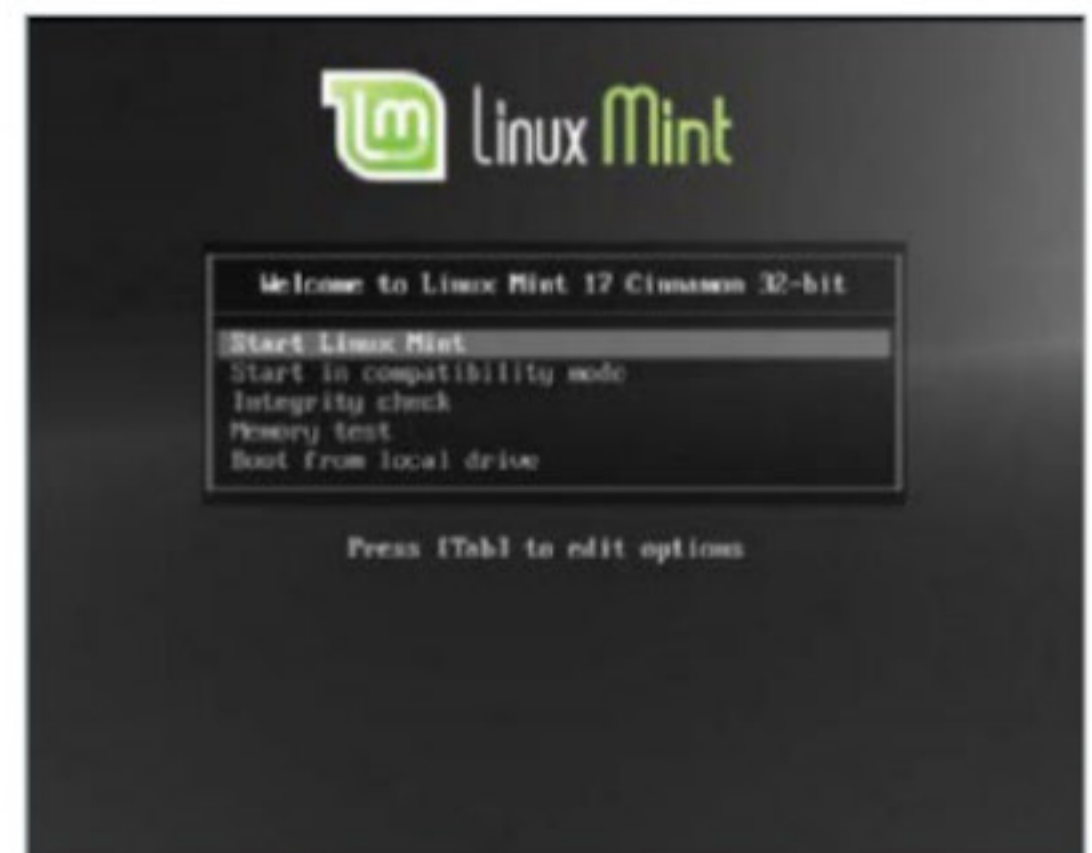 Lm Linux Mint
Welcome to Linux Mint 17 Cinnamon 32-bit
Start Linux Mint
Start in compatibility mode
Integrity check
Memory test
Boot from local drive
Press [Tab] to edit options